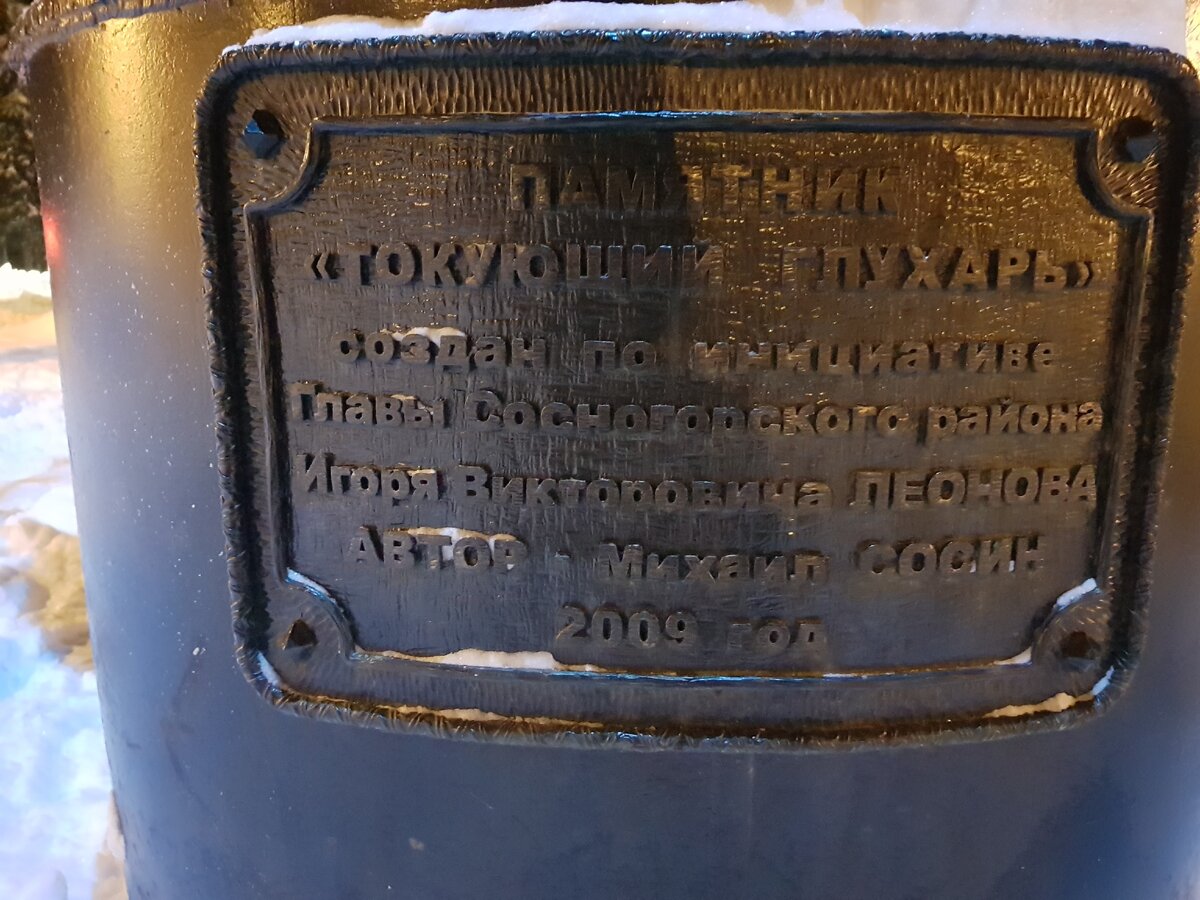 ПАМЯТНИК
«ТОКУЮЩИЙ ГЛУХАРЬ»
создан по инициативе
Главы Сосногорского района
Игоря Викторовича ЛЕОНОВА
АВТОР - Михаил СОСИН
2009 год